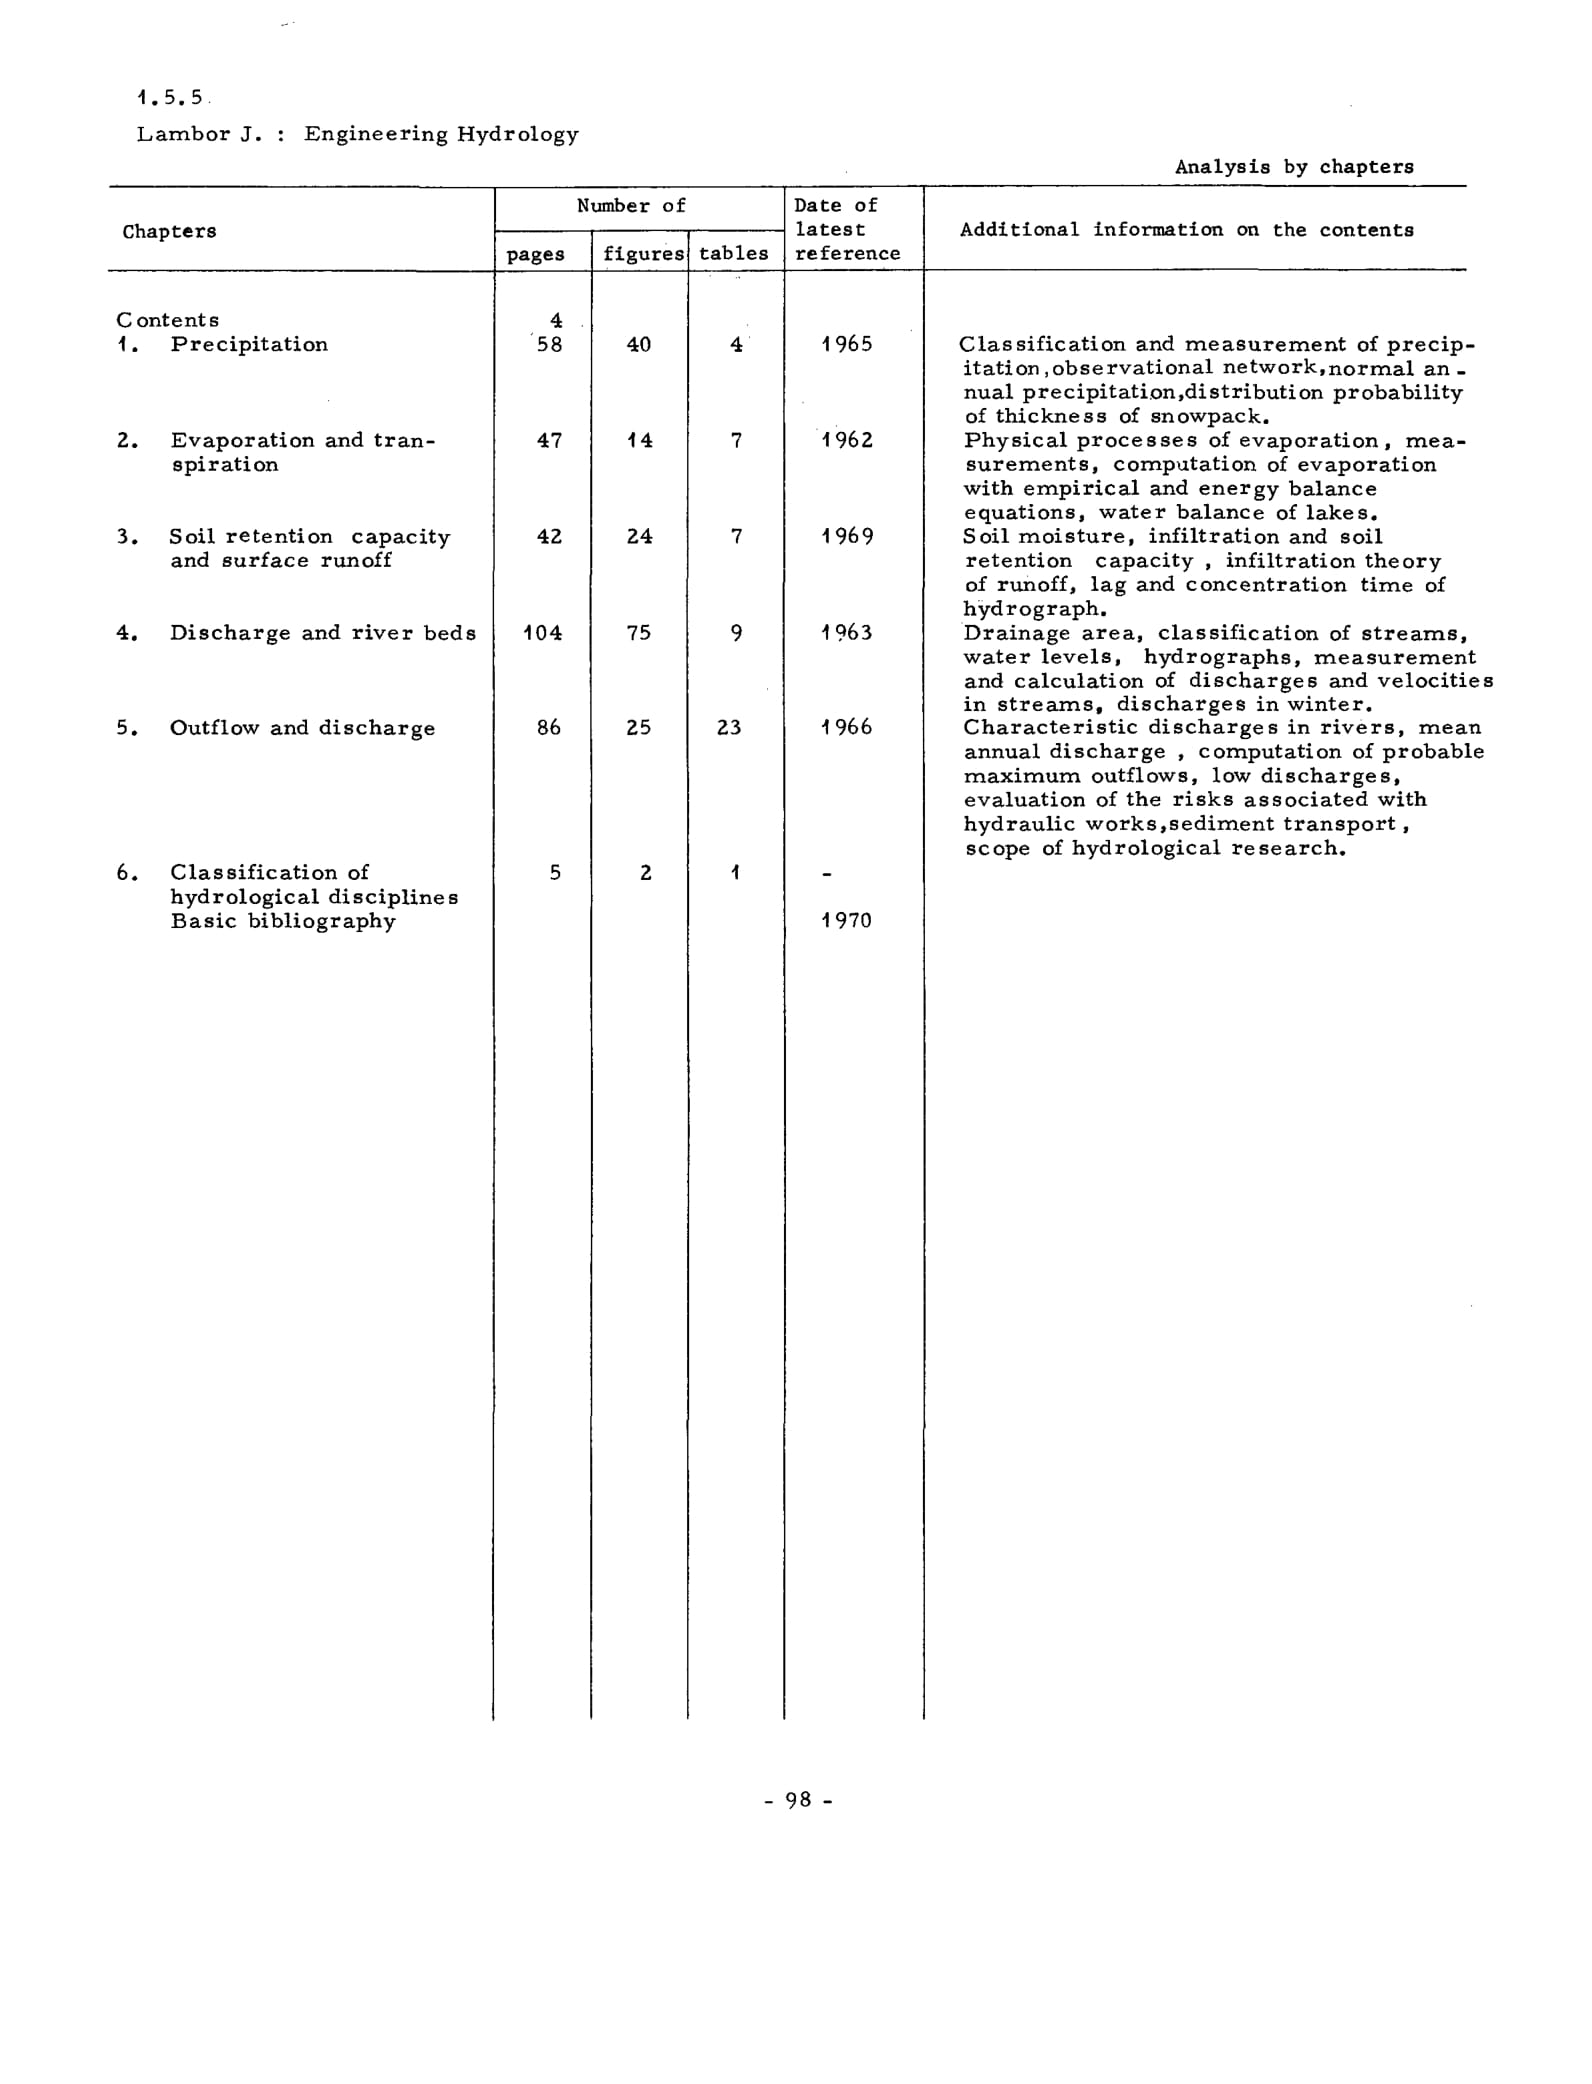 1.5.5
Lambor J. : Engineering Hydrology
Analysis by chapters
Chapters
Number of
pages figures tables
Date of
latest
reference
Additional information on the contents
Contents 4
1. Precipitation 58 40 4 1965 Classification and measurement of precip-
itation,observational network,normal an-
nual precipitation,distribution probability
of thickness of snowpack.
2. Evaporation and tran- 47 14 7 1962 Physical processes of evaporation, mea-
spiration surements, computation of evaporation
with empirical and energy balance
equations, water balance of lakes.
3. Soil retention capacity 42 24 7 1969 Soil moisture, infiltration and soil
and surface runoff retention capacity , infiltration theory
of runoff, lag and concentration time of
hydrograph.
4. Discharge and river beds 104 75 9 1963 Drainage area, classification of streams,
water levels, hydrographs, measurement
and calculation of discharges and velocities
in streams, discharges in winter.
5. Outflow and discharge 86 25 23 1966 Characteristic discharges in rivers, mean
annual discharge , computation of probable
maximum outflows, low discharges,
evaluation of the risks associated with
hydraulic works,sediment transport ,
scope of hydrological research.
6. Classification of 5 2 1 -
hydrological disciplines
Basic bibliography 1970
- 98 -